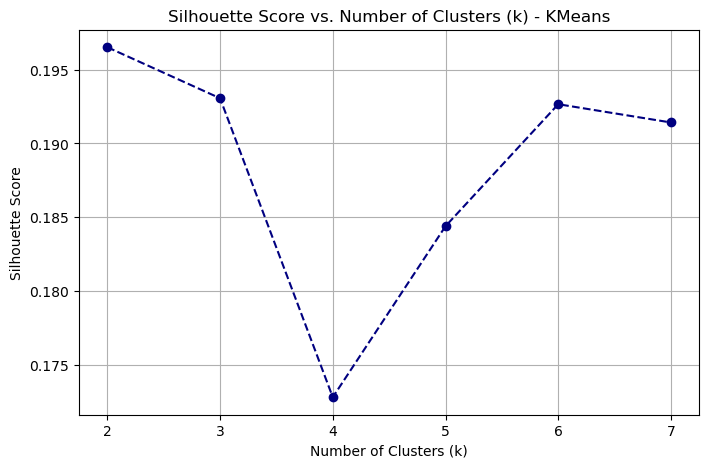 Silhouette Score vs. Number of Clusters (k) - KMeans
Silhouette Score
0.195
0.190
0.185
0.180
0.175
2 3 4 5 6 7
Number of Clusters (k)